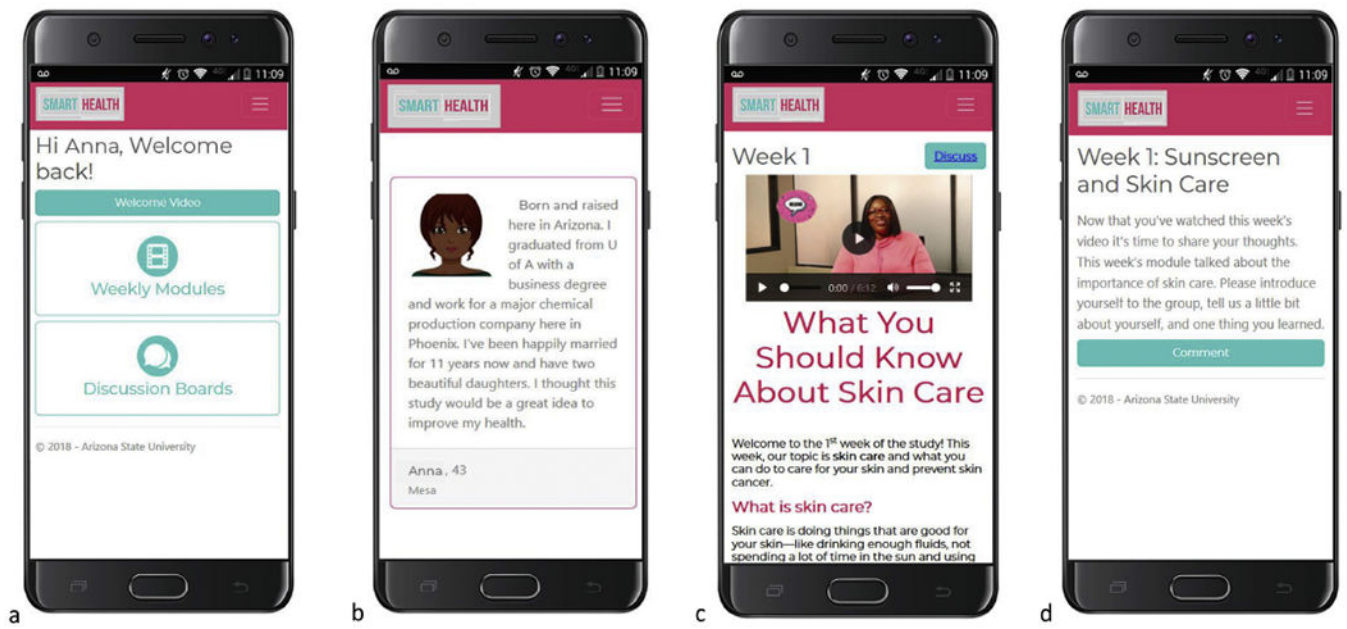 11:09
SMART HEALTH
Hi Anna, Welcome
back!
Welcome Video
Weekly Modules
Discussion Boards
© 2018 - Arizona State University
a
11:09
SMART HEALTH
Born and raised
here in Arizona. I
graduated from U
of A with a
business degree
and work for a major chemical
production company here in
Phoenix. I've been happily married
for 11 years now and have two
beautiful daughters. I thought this
study would be a great idea to
improve my health.
Anna, 43
Mesa
b
11:09
SMART HEALTH
Week 1
Discuss
0:00 / 6:12
What You
Should Know
About Skin Care
Welcome to the 1st week of the study! This
week, our topic is skin care and what you
can do to care for your skin and prevent skin
cancer.
What is skin care?
Skin care is doing things that are good for
your skin—like drinking enough fluids, not
spending a lot of time in the sun and using
c
11:09
SMART HEALTH
Week 1: Sunscreen
and Skin Care
Now that you've watched this week's
video it's time to share your thoughts.
This week's module talked about the
importance of skin care. Please introduce
yourself to the group, tell us a little bit
about yourself, and one thing you learned.
Comment
© 2018 - Arizona State University
d